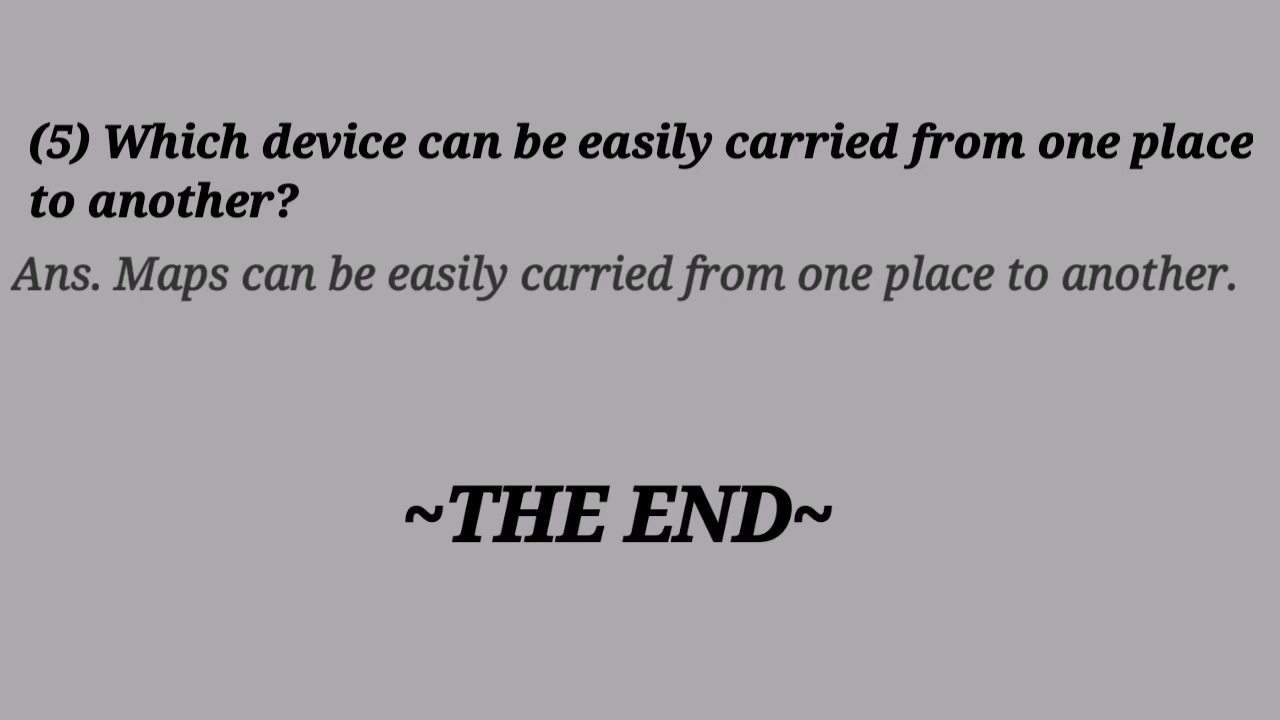 (5) Which device can be easily carried from one place
to another?
Ans. Maps can be easily carried from one place to another.
~THE END~